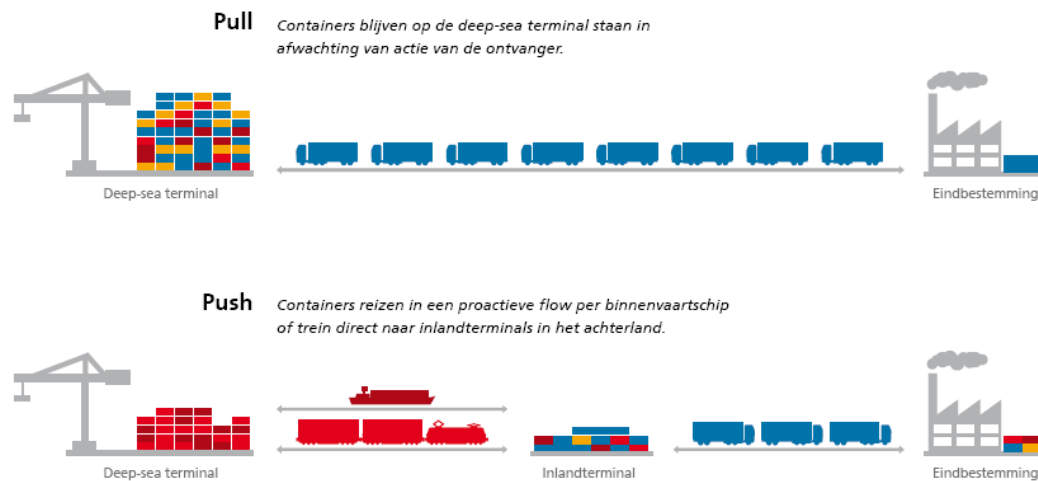 Pull
Containers blijven op de deep-sea terminal staan in
afwachting van actie van de ontvanger.
Deep-sea terminal
Eindbestemming
Push
Containers reizen in een proactieve flow per binnenvaartschip
of trein direct naar inlandterminals in het achterland.
Deep-sea terminal
Inlandterminal
Eindbestemming